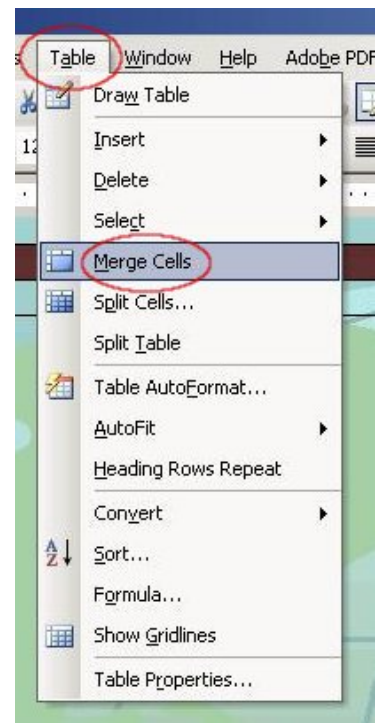 Table Window Help Adobe PDF
Draw Table
12
Insert
Delete
Select
Merge Cells
Split Cells...
Split Table
Table AutoFormat...
AutoFit
Heading Rows Repeat
Convert
Sort...
Formula...
Show Gridlines
Table Properties...